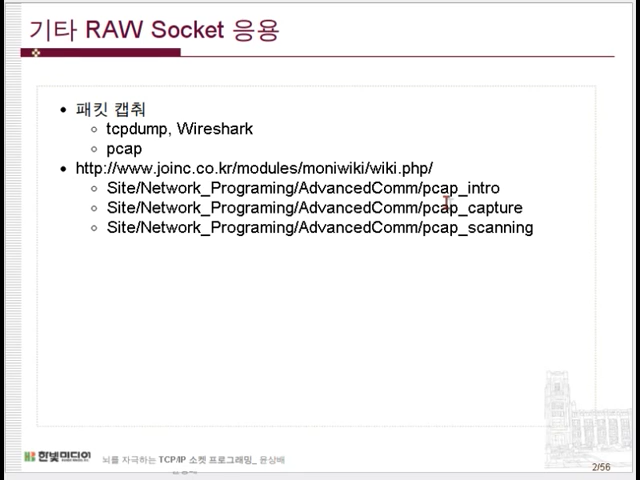 기타 RAW Socket 응용
패킷 캡춰
tcpdump, Wireshark
pcap
http://www.joinc.co.kr/modules/moniwiki/wiki.php/
Site/Network_Programing/AdvancedComm/pcap_intro
Site/Network_Programing/AdvancedComm/pcap_capture
Site/Network_Programing/AdvancedComm/pcap_scanning
한빛미디어
뇌를 자극하는 TCP/IP 소켓 프로그래밍_ 윤상배
2/56